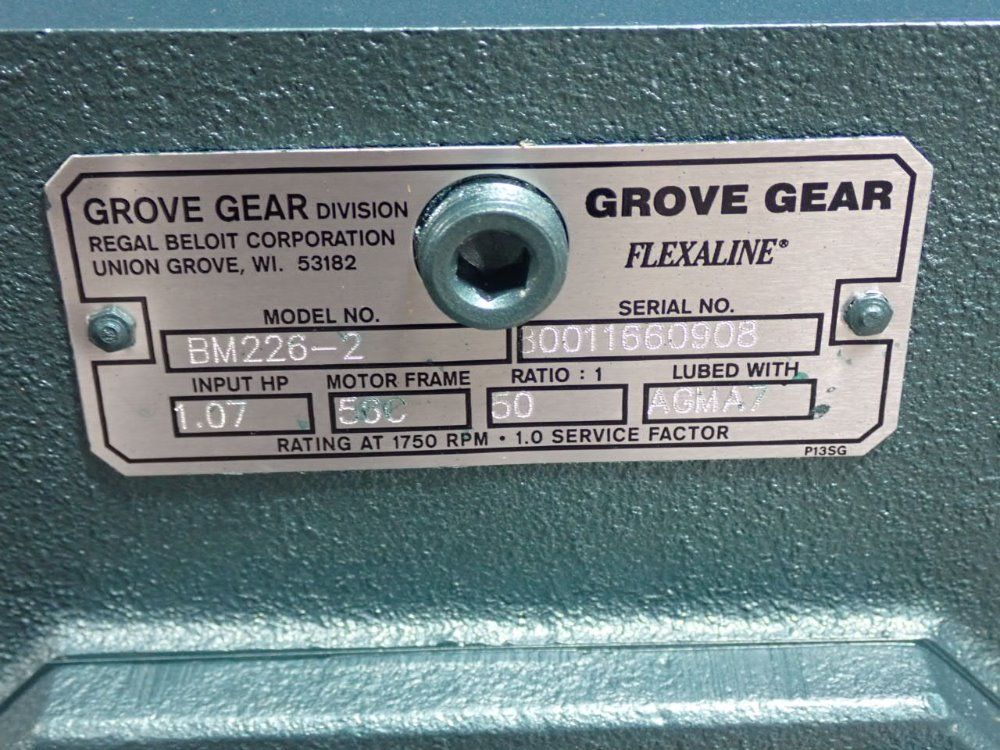 GROVE GEAR DIVISION
REGAL BELOIT CORPORATION
UNION GROVE, WI. 53182
GROVE GEAR
FLEXALINE®
MODEL NO.
BM226-2
SERIAL NO.
30011660908
INPUT HP
1.07
MOTOR FRAME
56C
RATIO : 1
50
LUBED WITH
AGMA7
RATING AT 1750 RPM • 1.0 SERVICE FACTOR
P13SG